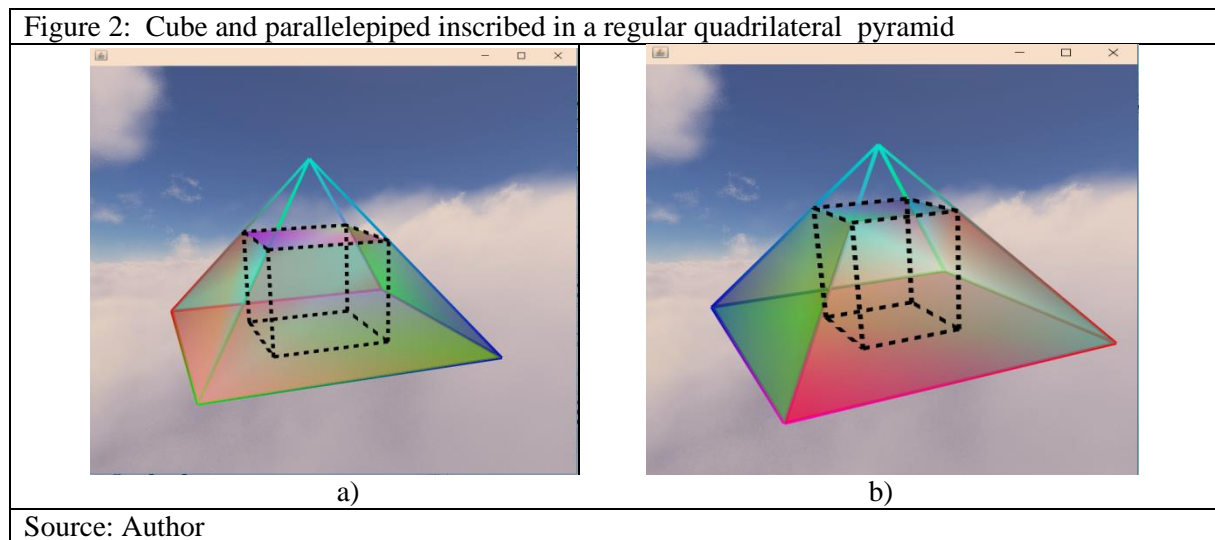 Figure 2: Cube and parallelepiped inscribed in a regular quadrilateral pyramid
a)
b)
Source: Author